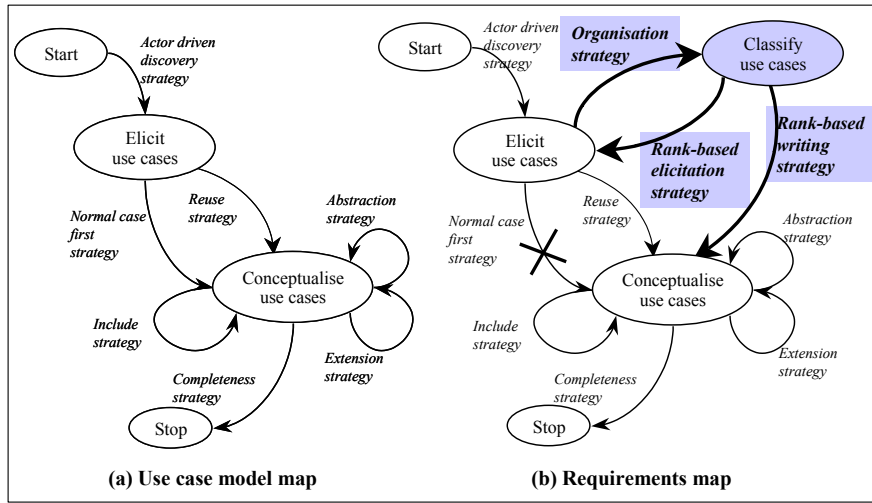 Start
Actor driven
discovery
strategy
Elicit
use cases
Normal case
first
strategy
Reuse
strategy
Abstraction
strategy
Conceptualise
use cases
Include
strategy
Extension
strategy
Completeness
strategy
Stop
(a) Use case model map
Start
Actor driven
discovery
strategy
Organisation
strategy
Classify
use cases
Elicit
use cases
Rank-based
elicitation
strategy
Rank-based
writing
strategy
Normal case
first
strategy
Reuse
strategy
Abstraction
strategy
Conceptualise
use cases
Include
strategy
Extension
strategy
Completeness
strategy
Stop
(b) Requirements map